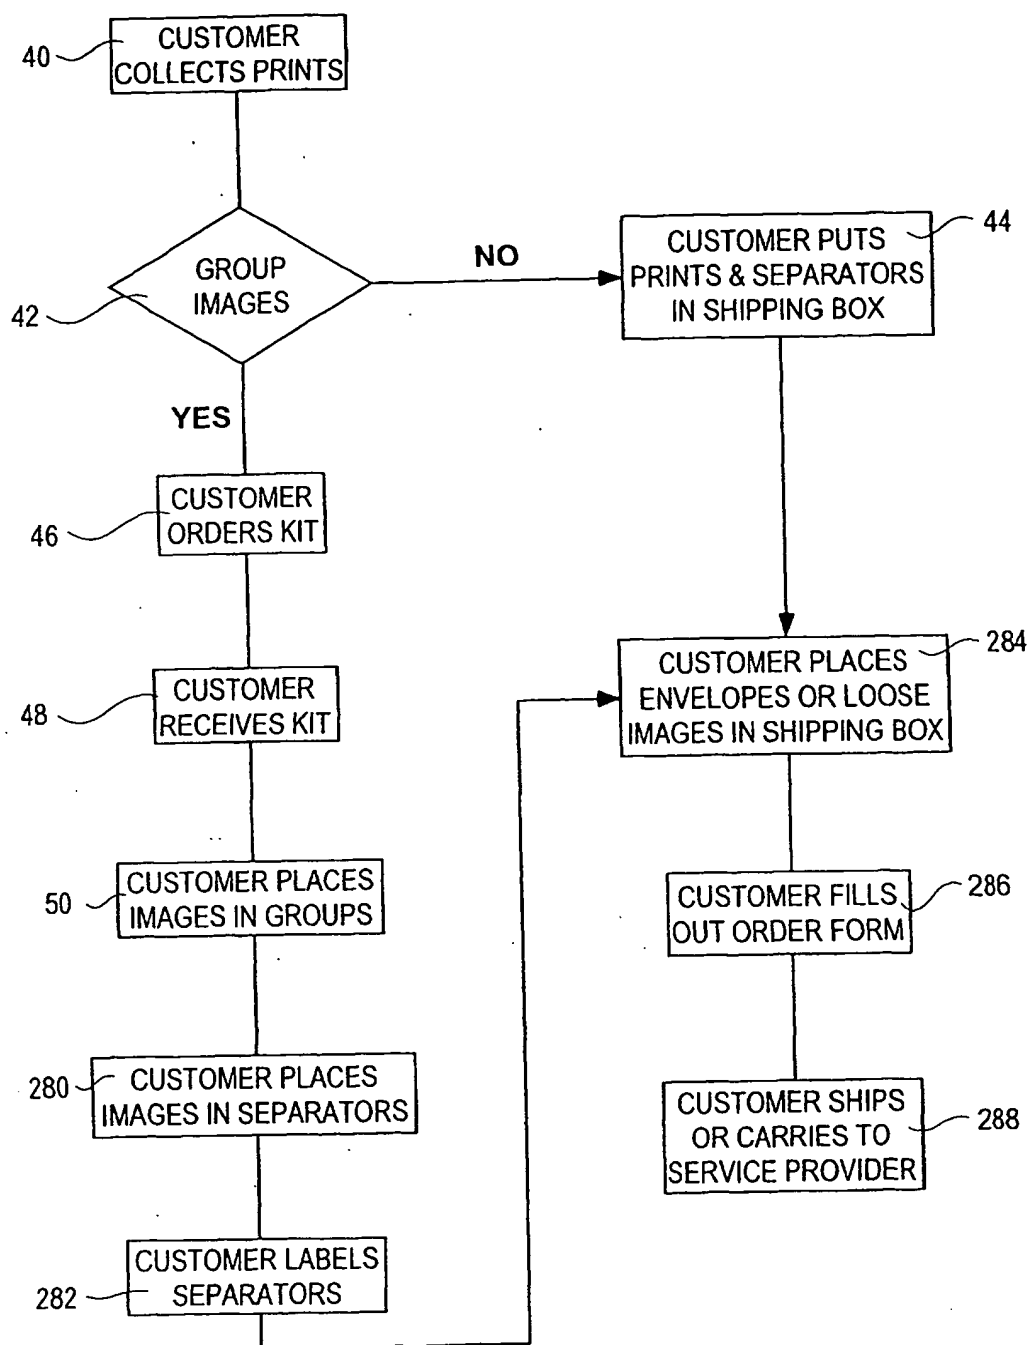 40
CUSTOMER
COLLECTS PRINTS
42
GROUP
IMAGES
NO
44
CUSTOMER PUTS
PRINTS & SEPARATORS
IN SHIPPING BOX
YES
46
CUSTOMER
ORDERS KIT
48
CUSTOMER
RECEIVES KIT
50
CUSTOMER PLACES
IMAGES IN GROUPS
280
CUSTOMER PLACES
IMAGES IN SEPARATORS
282
CUSTOMER LABELS
SEPARATORS
284
CUSTOMER PLACES
ENVELOPES OR LOOSE
IMAGES IN SHIPPING BOX
286
CUSTOMER FILLS
OUT ORDER FORM
288
CUSTOMER SHIPS
OR CARRIES TO
SERVICE PROVIDER